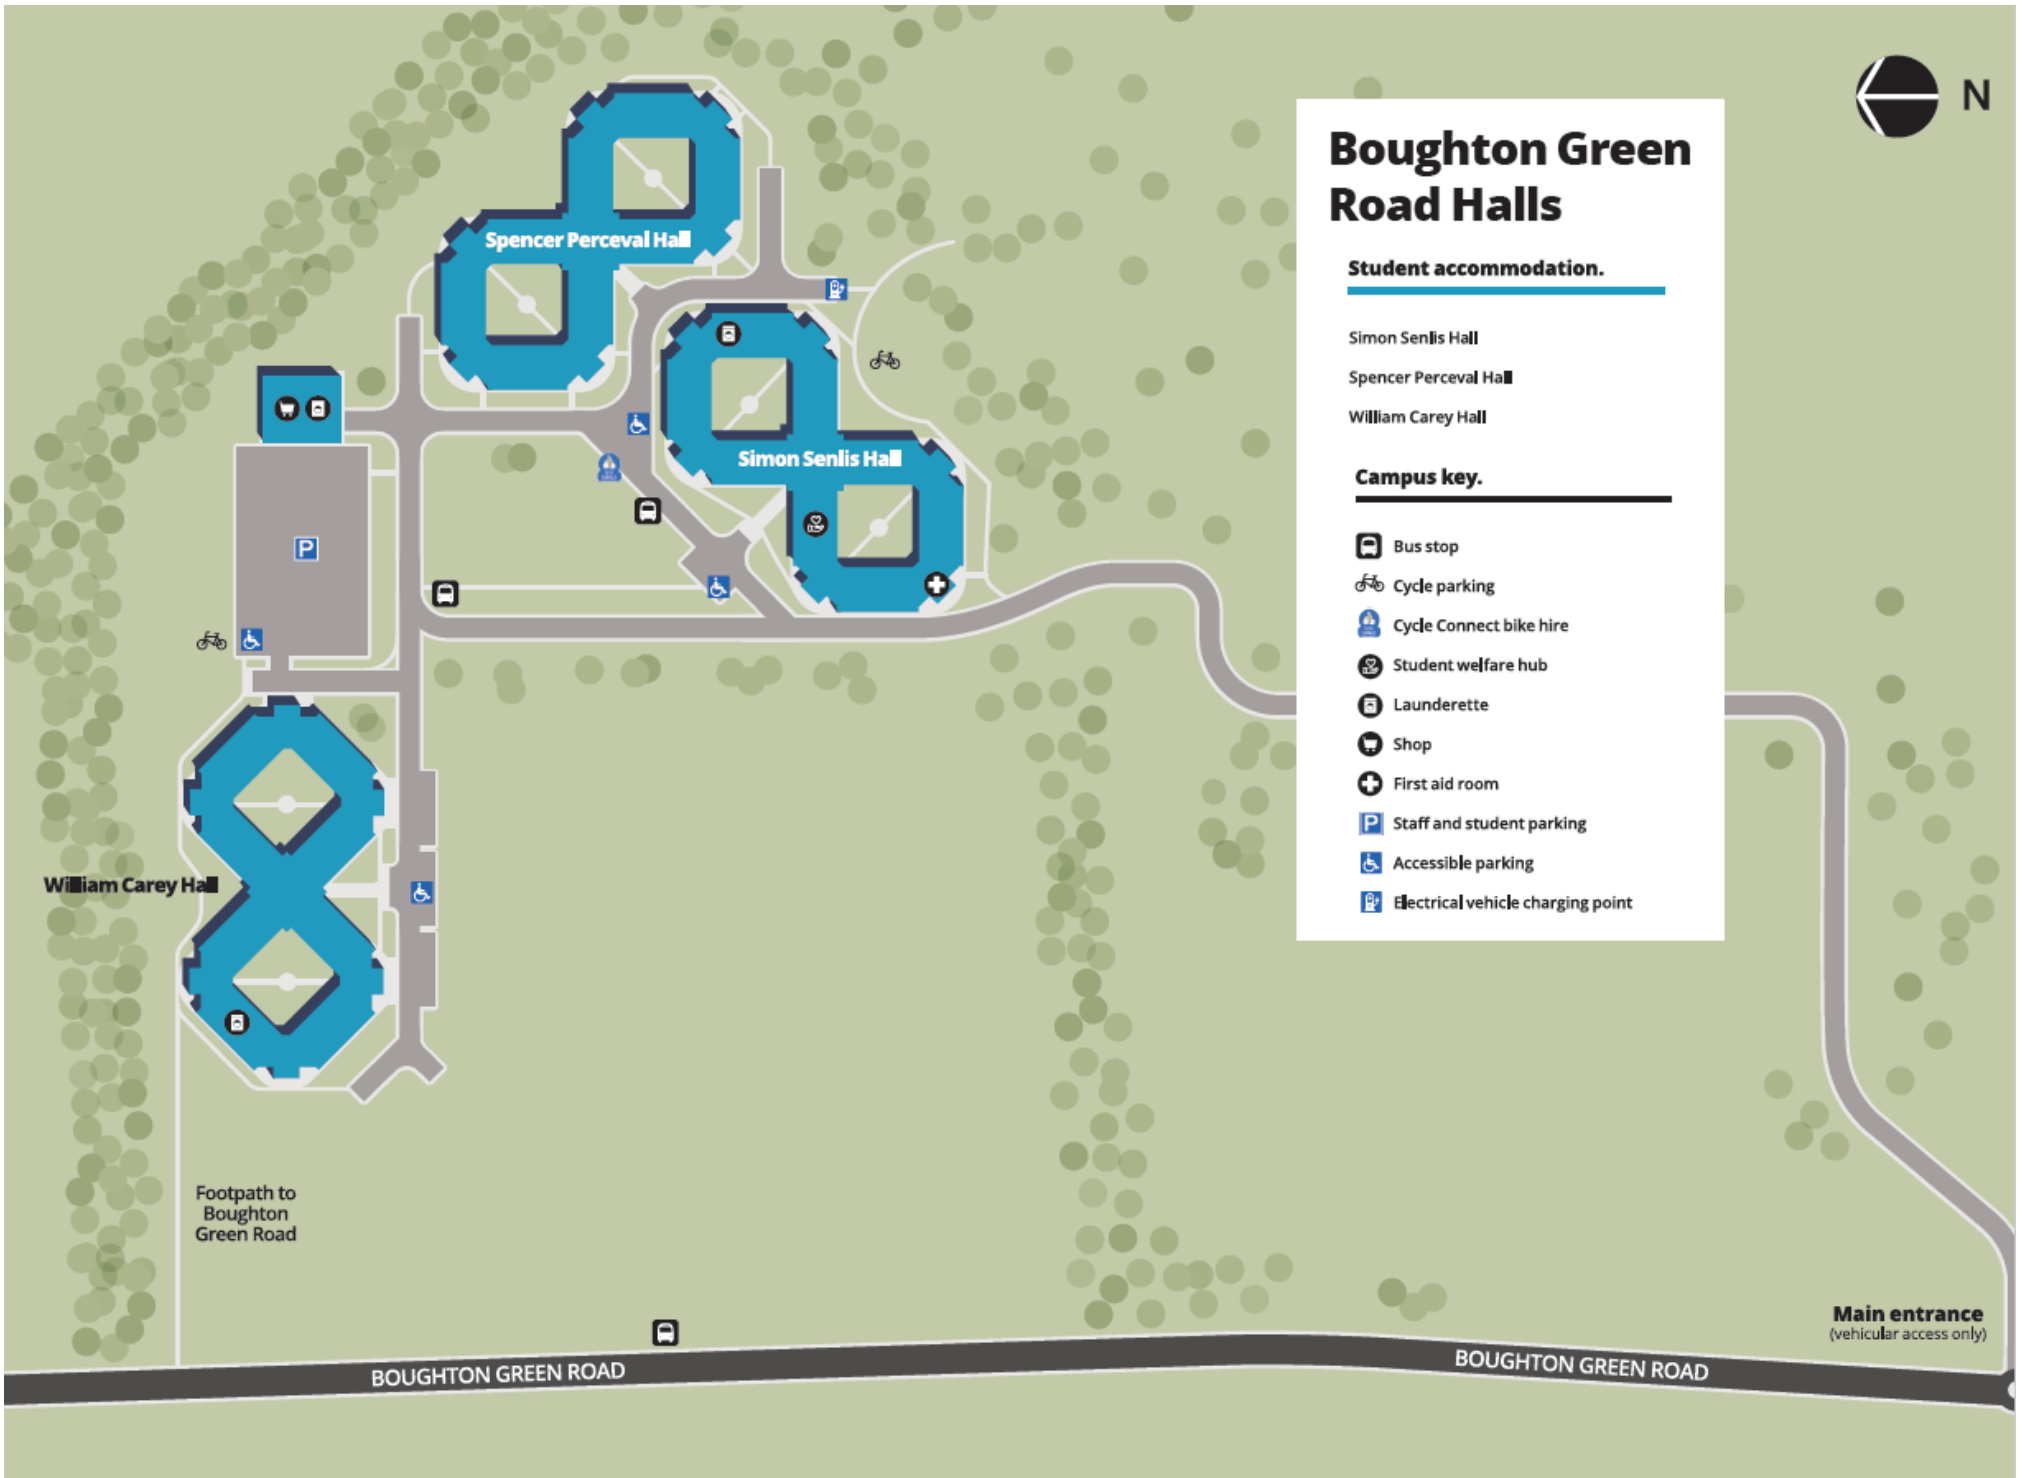 N
Boughton Green
Road Halls
Student accommodation.
Simon Senlis Hall
Spencer Perceval Hall
William Carey Hall
Campus key.
Bus stop
Cycle parking
Cycle Connect bike hire
Student welfare hub
Launderette
Shop
First aid room
P
Staff and student parking
Accessible parking
Electrical vehicle charging point
Spencer Perceval Hall
Simon Senlis Hall
P
William Carey Hall
Footpath to
Boughton
Green Road
Main entrance
(vehicular access only)
BOUGHTON GREEN ROAD
BOUGHTON GREEN ROAD